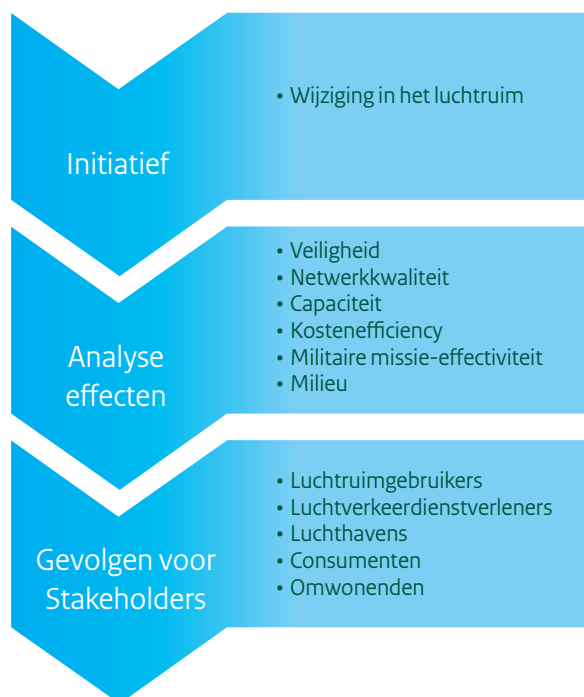 Initiatief
• Wijziging in het luchtruim
Analyse
effecten
• Veiligheid
• Netwerkkwaliteit
• Capaciteit
• Kostenefficiency
• Militaire missie-effectiviteit
• Milieu
Gevolgen voor
Stakeholders
• Luchtruimgebruikers
• Luchtverkeerdienstverleners
• Luchthavens
• Consumenten
• Omwonenden